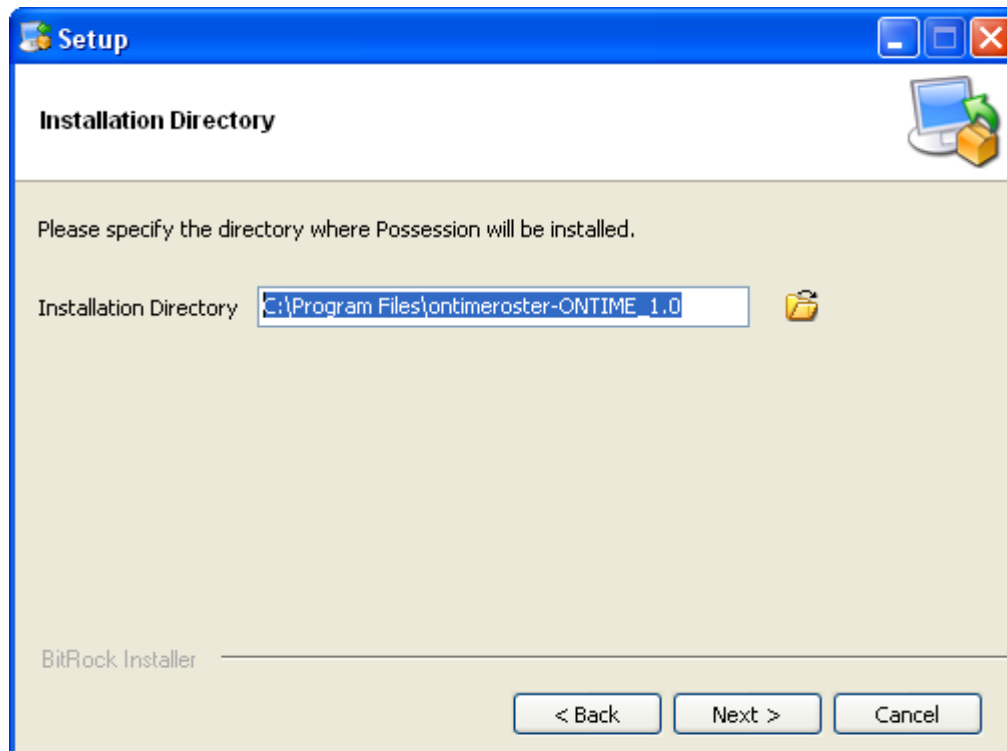 Setup
Installation Directory
Please specify the directory where Possession will be installed.
Installation Directory C:\Program Files\ontimeroster-ONTIME_1.0
BitRock Installer
< Back Next > Cancel